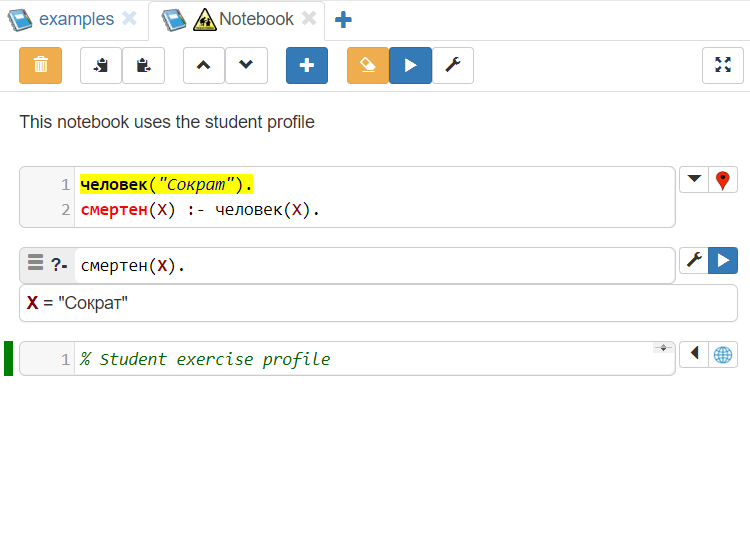 examples Notebook
This notebook uses the student profile
1 человек("Сократ").
2 смертен(X) :- человек(X).
?- смертен(X).
X = "Сократ"
1 % Student exercise profile